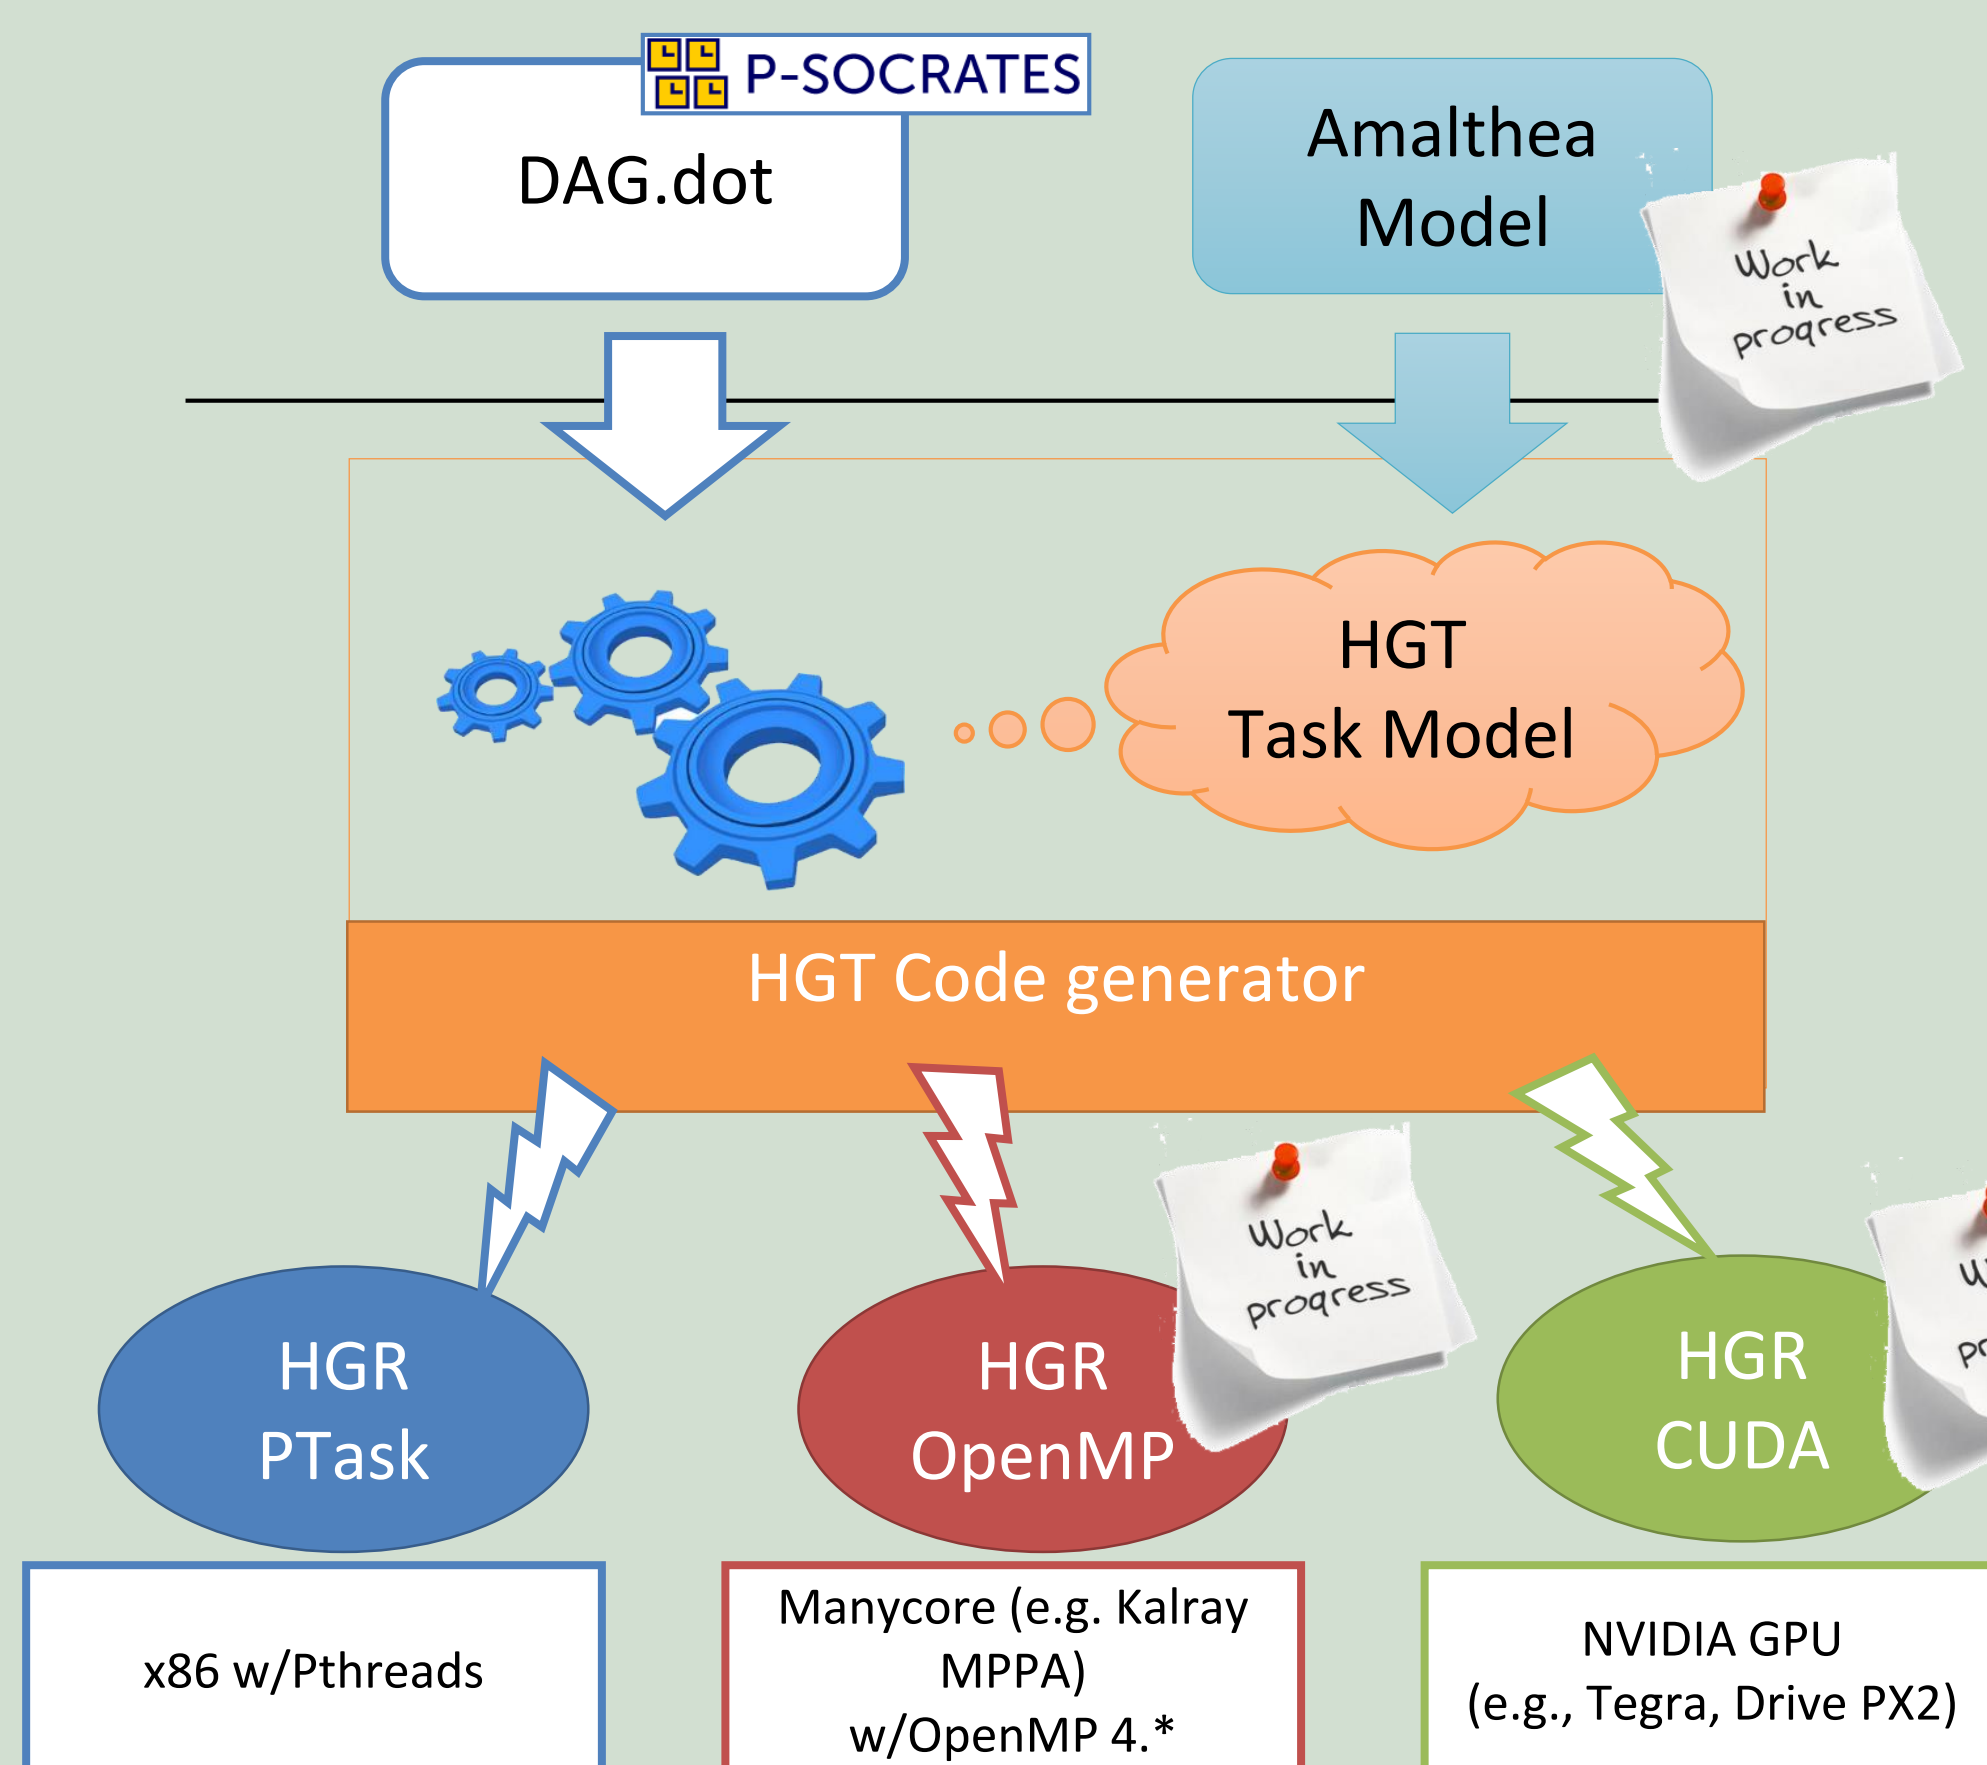 P-SOCRATES
DAG.dot
Amalthea
Model
Work
in
progress
HGT
Task Model
HGT Code generator
Work
in
progress
HGR
PTask
HGR
OpenMP
HGR
CUDA
x86 w/Pthreads
Manycore (e.g. Kalray
MPPA)
w/OpenMP 4.*
NVIDIA GPU
(e.g., Tegra, Drive PX2)